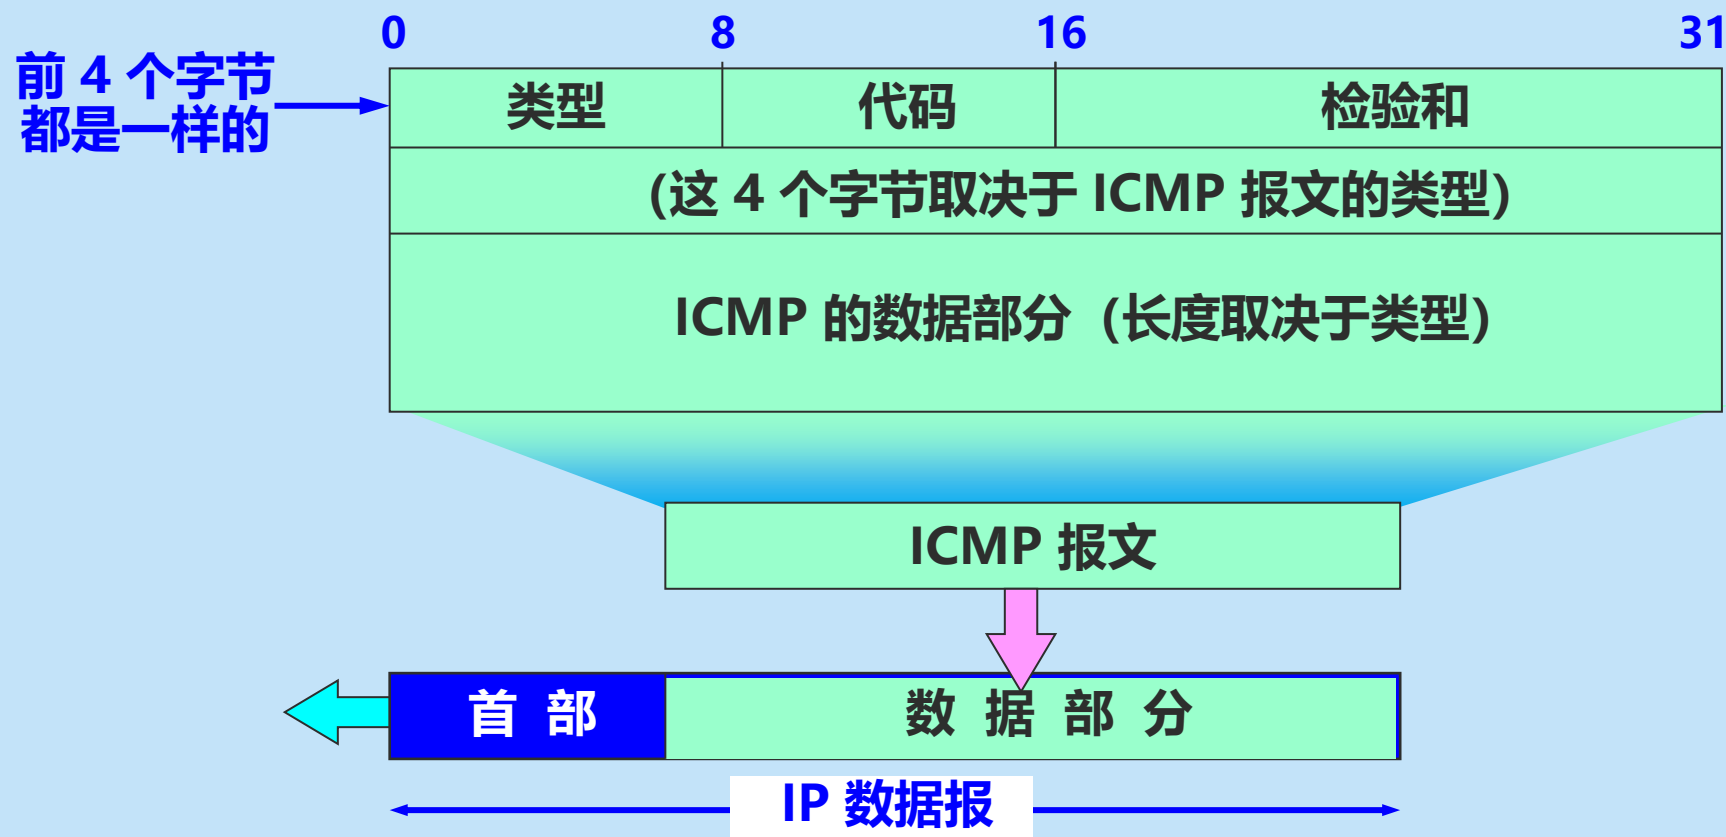 0 8 16 31
前 4 个字节
都是一样的
类型 代码 检验和
（这 4 个字节取决于 ICMP 报文的类型）
ICMP 的数据部分（长度取决于类型）
ICMP 报文
首 部 数 据 部 分
IP 数据报